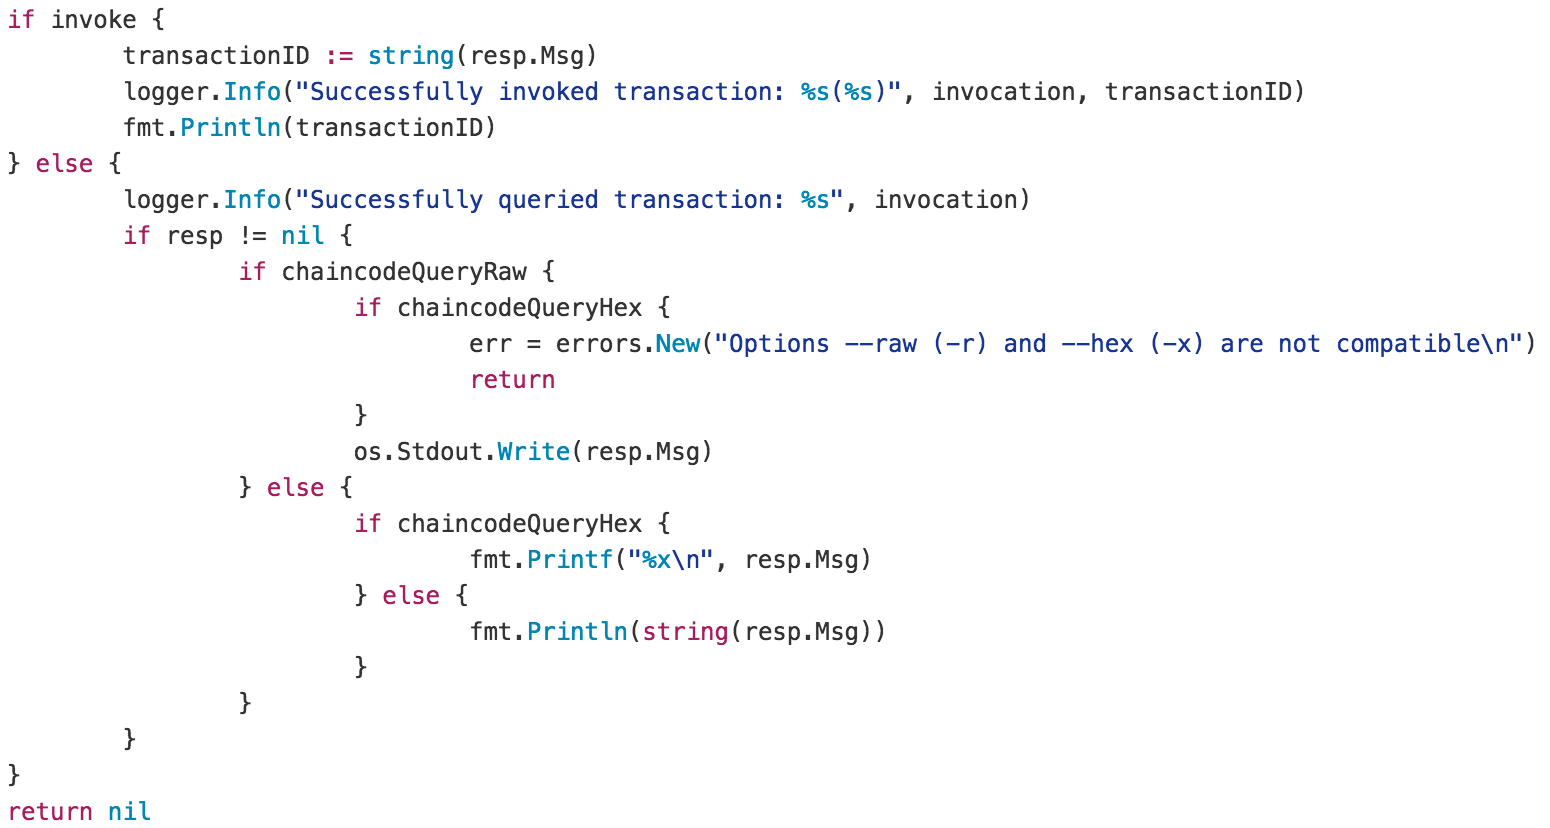 if invoke {
        transactionID := string(resp.Msg)
        logger.Info("Successfully invoked transaction: %s(%s)", invocation, transactionID)
        fmt.Println(transactionID)
} else {
        logger.Info("Successfully queried transaction: %s", invocation)
        if resp != nil {
                if chaincodeQueryRaw {
                        if chaincodeQueryHex {
                                err = errors.New("Options --raw (-r) and --hex (-x) are not compatible\n")
                                return
                        }
                        os.Stdout.Write(resp.Msg)
                } else {
                        if chaincodeQueryHex {
                                fmt.Printf("%x\n", resp.Msg)
                        } else {
                                fmt.Println(string(resp.Msg))
                        }
                }
        }
}
return nil